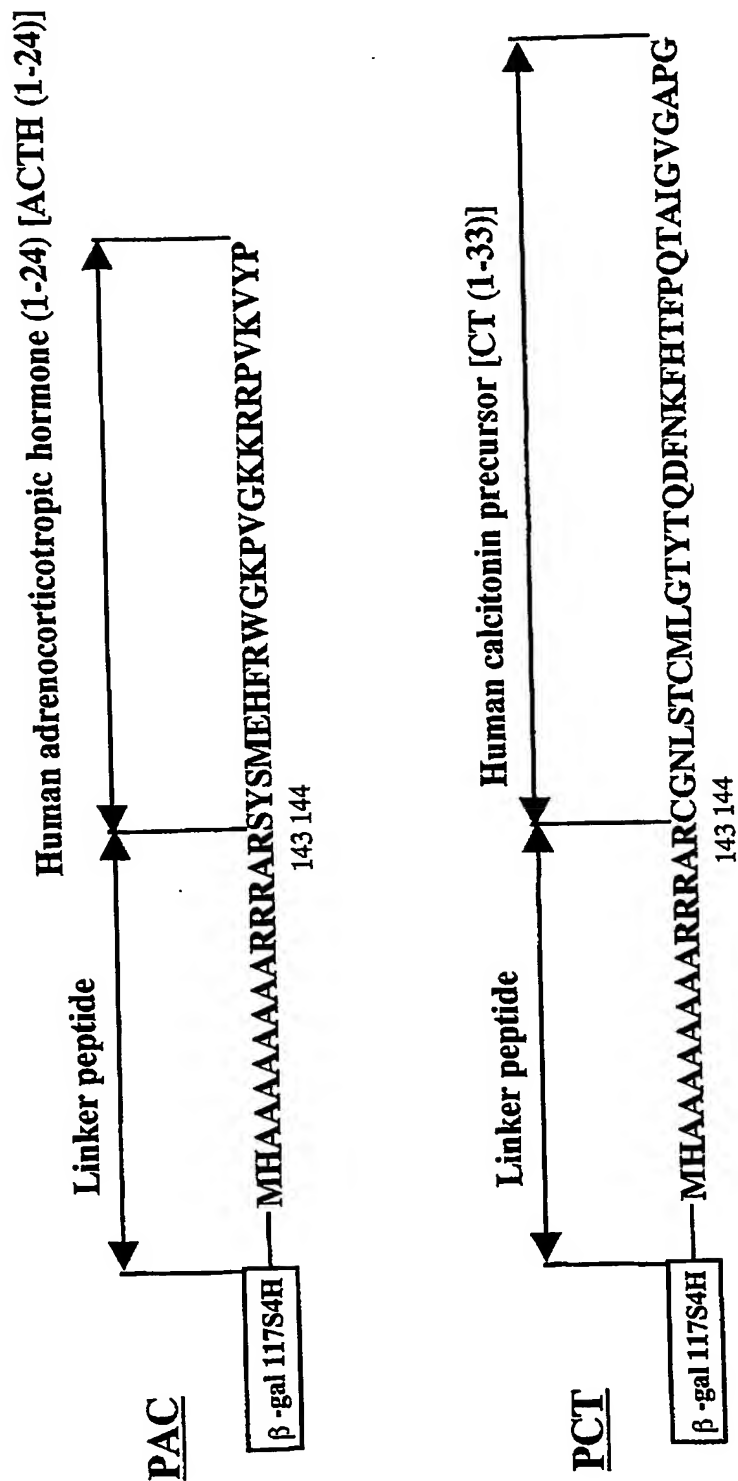 PAC
Linker peptide
Human adrenocorticotropic hormone (1-24) [ACTH (1-24)]
β -gal 117S4H
MHAAAAAAAARRRARSYSMEHFRWGKPVGKKRRPVKVYP
143 144
PCT
Linker peptide
Human calcitonin precursor [CT (1-33)]
β -gal 117S4H
MHAAAAAAAARRRARCGNLSTCMLGTYTQDFNKFHTFPQTAIGVGAPG
143 144